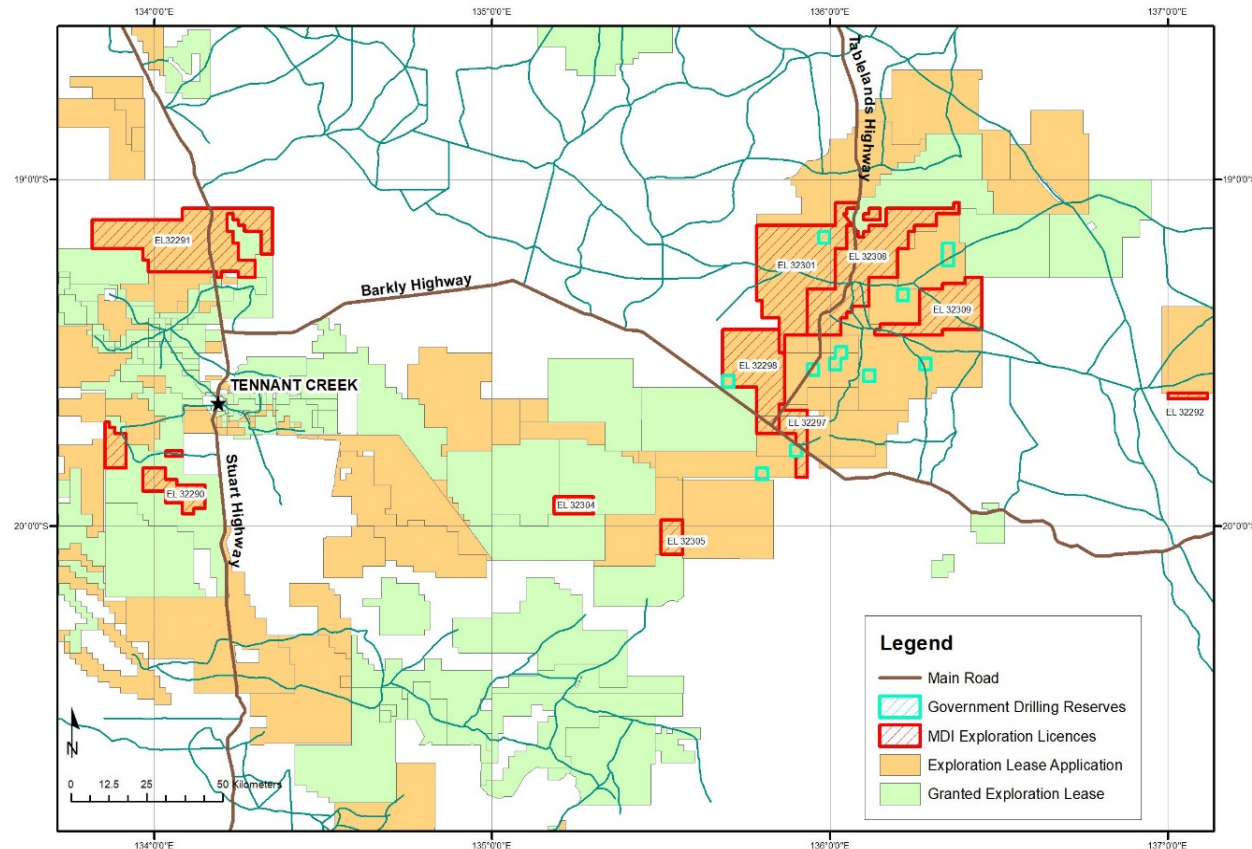 134°0'0"E
135°0'0"E
136°0'0"E
137°0'0"E
Tablelands Highway
19°0'0"S
19°0'0"S
EL32291
EL 32301
EL 32308
Barkly Highway
EL 32309
EL 32298
TENNANT CREEK
EL 32292
EL 32297
Stuart Highway
EL 32290
EL 32304
20°0'0"S
20°0'0"S
EL 32305
Legend
Main Road
Government Drilling Reserves
MDI Exploration Licences
Exploration Lease Application
Granted Exploration Lease
N
0 12.5 25 50 Kilometers
134°0'0"E
135°0'0"E
136°0'0"E
137°0'0"E